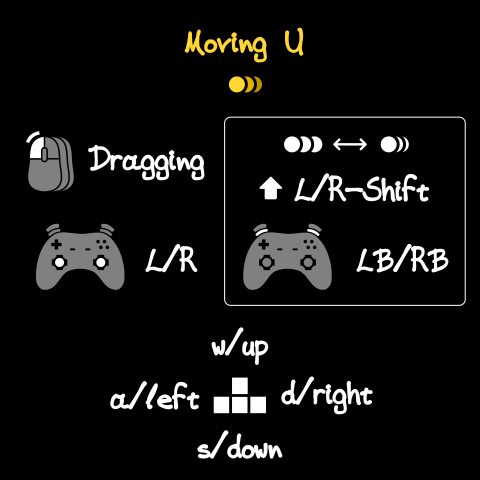 Moving U
Dragging
L/R-Shift
L/R
LB/RB
w/up
a/left
d/right
s/down